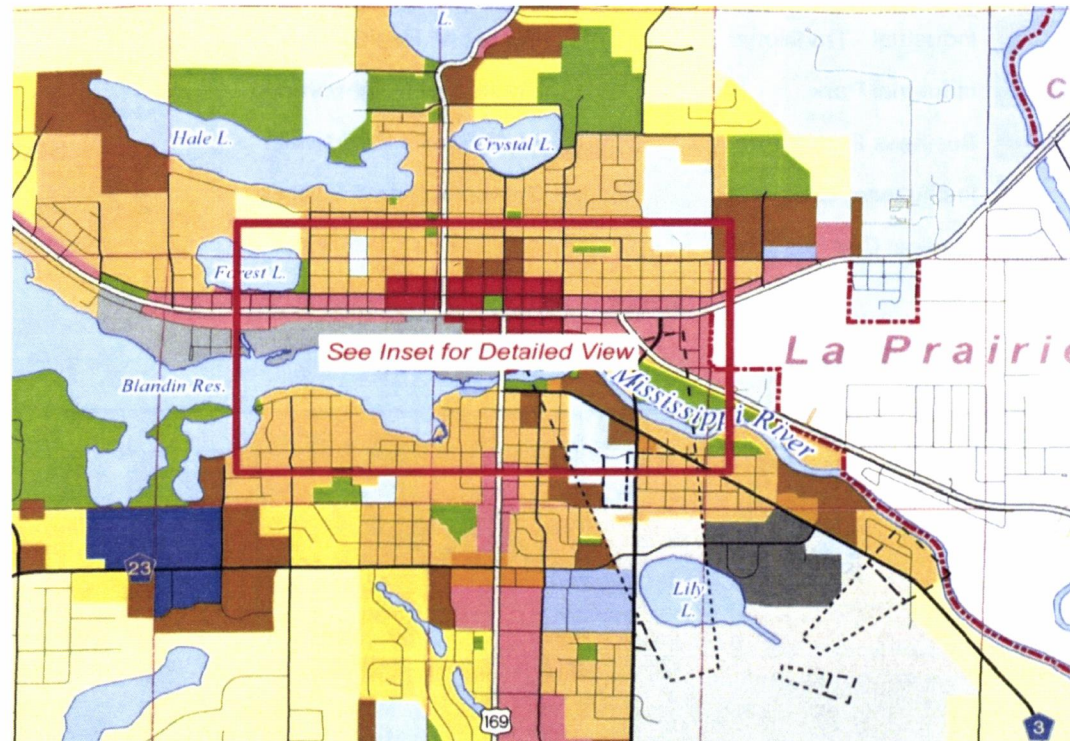 L.
C
Hale L.
Crystal L.
Forest L.
See Inset for Detailed View
La Prairie
Blandin Res.
Mississippi River
23
Lily
L.
169
3